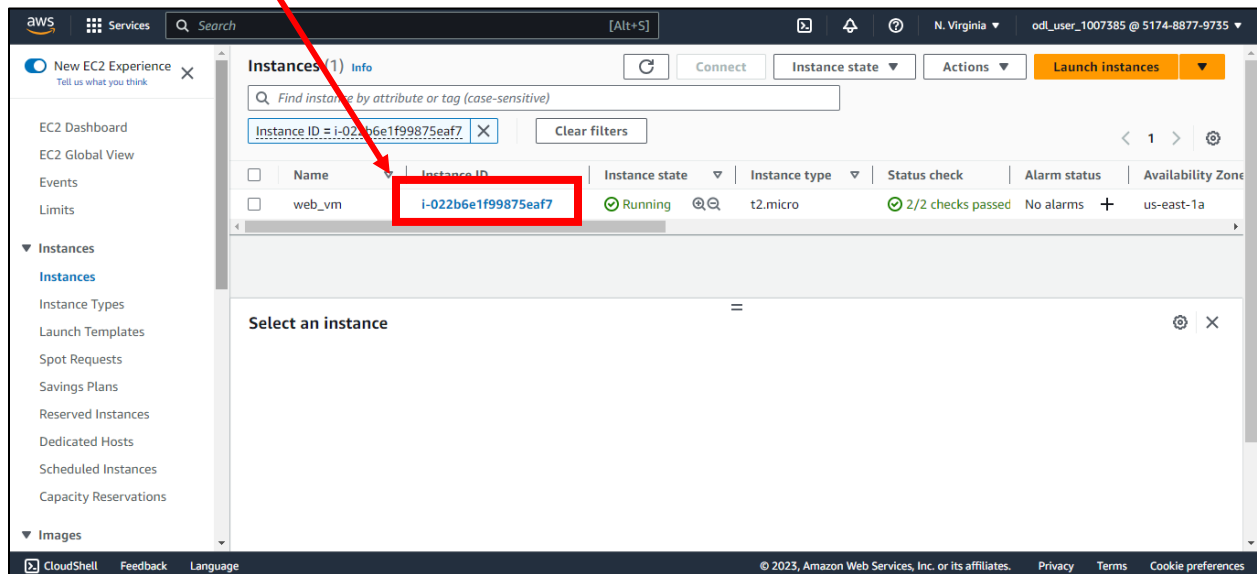 aws Services Search [Alt+S] N. Virginia odl_user_1007385 @ 5174-8877-9735
New EC2 Experience
Tell us what you think
EC2 Dashboard
EC2 Global View
Events
Limits
Instances
Instances
Instance Types
Launch Templates
Spot Requests
Savings Plans
Reserved Instances
Dedicated Hosts
Scheduled Instances
Capacity Reservations
Images
Instances (1) Info Connect Instance state Actions Launch instances
Find instance by attribute or tag (case-sensitive)
Instance ID = i-022b6e1f99875eaf7 Clear filters
1
Name Instance ID Instance state Instance type Status check Alarm status Availability Zone
web_vm i-022b6e1f99875eaf7 Running t2.micro 2/2 checks passed No alarms + us-east-1a
Select an instance
CloudShell Feedback Language © 2023, Amazon Web Services, Inc. or its affiliates. Privacy Terms Cookie preferences